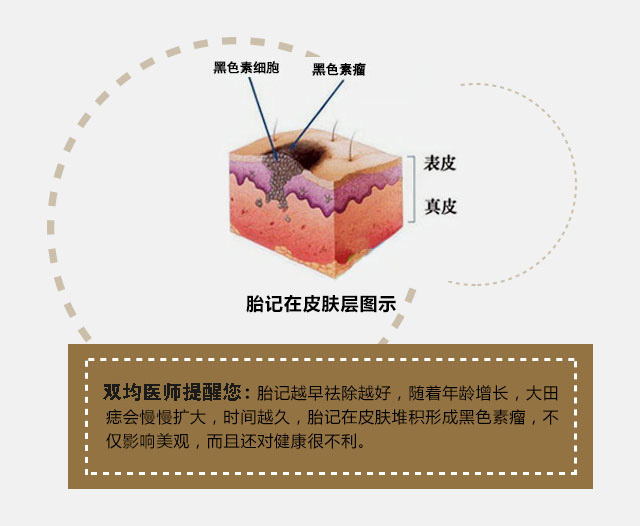 黑色素细胞
黑色素瘤
表皮
真皮
胎记在皮肤层图示
双均医师提醒您：胎记越早祛除越好，随着年龄增长，大田
痣会慢慢扩大，时间越久，胎记在皮肤堆积形成黑色素瘤，不
仅影响美观，而且还对健康很不利。